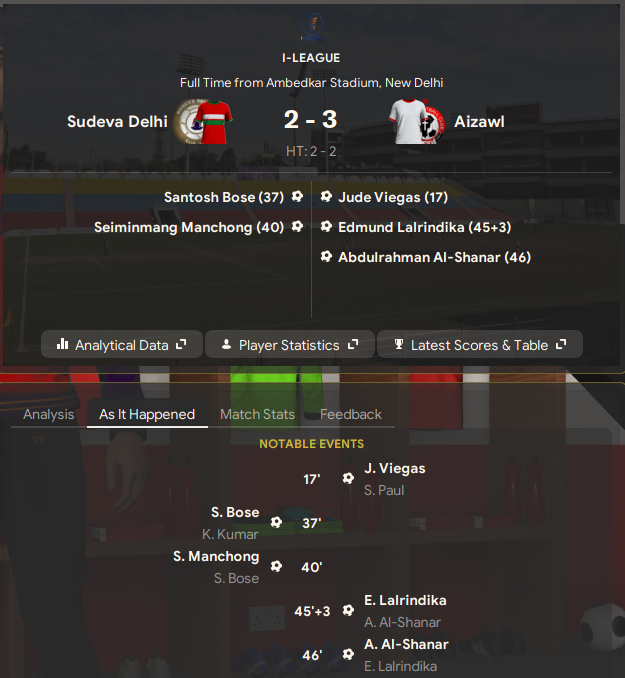 I-LEAGUE
Full Time from Ambedkar Stadium, New Delhi
Sudeva Delhi 2 - 3 Aizawl
HT: 2 - 2
Santosh Bose (37) Jude Viegas (17)
Seiminmang Manchong (40) Edmund Lalrindika (45+3)
Abdulrahman Al-Shanar (46)
Analytical Data Player Statistics Latest Scores & Table
Analysis As It Happened Match Stats Feedback
NOTABLE EVENTS
17' J. Viegas
S. Paul
S. Bose 37'
K. Kumar
S. Manchong 40'
S. Bose
45'+3 E. Lalrindika
A. Al-Shanar
46' A. Al-Shanar
E. Lalrindika